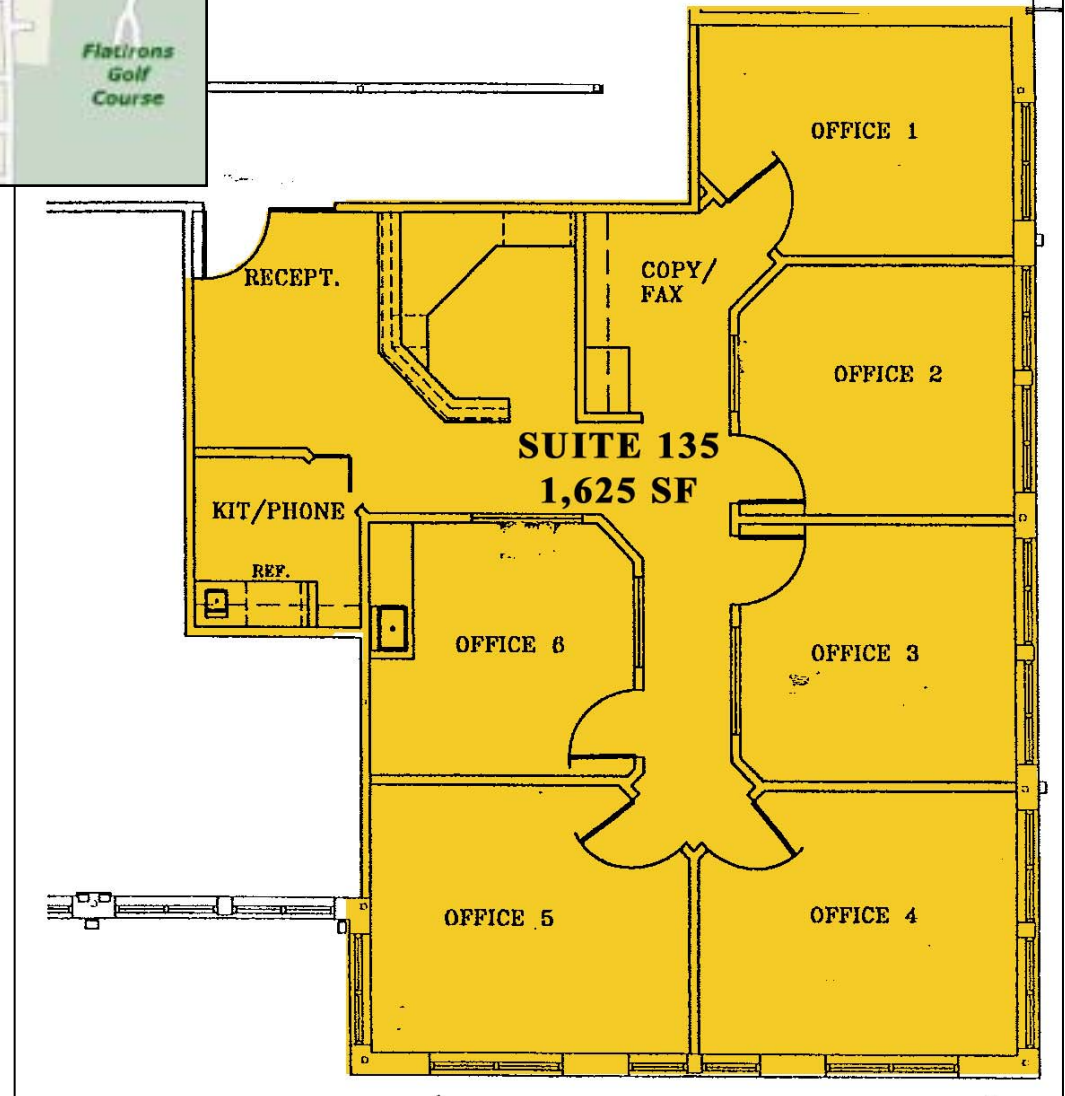 Flatirons
Golf
Course
OFFICE 1
RECEPT.
COPY/
FAX
OFFICE 2
SUITE 135
1,625 SF
KIT/PHONE
REF.
OFFICE 6
OFFICE 3
OFFICE 5
OFFICE 4